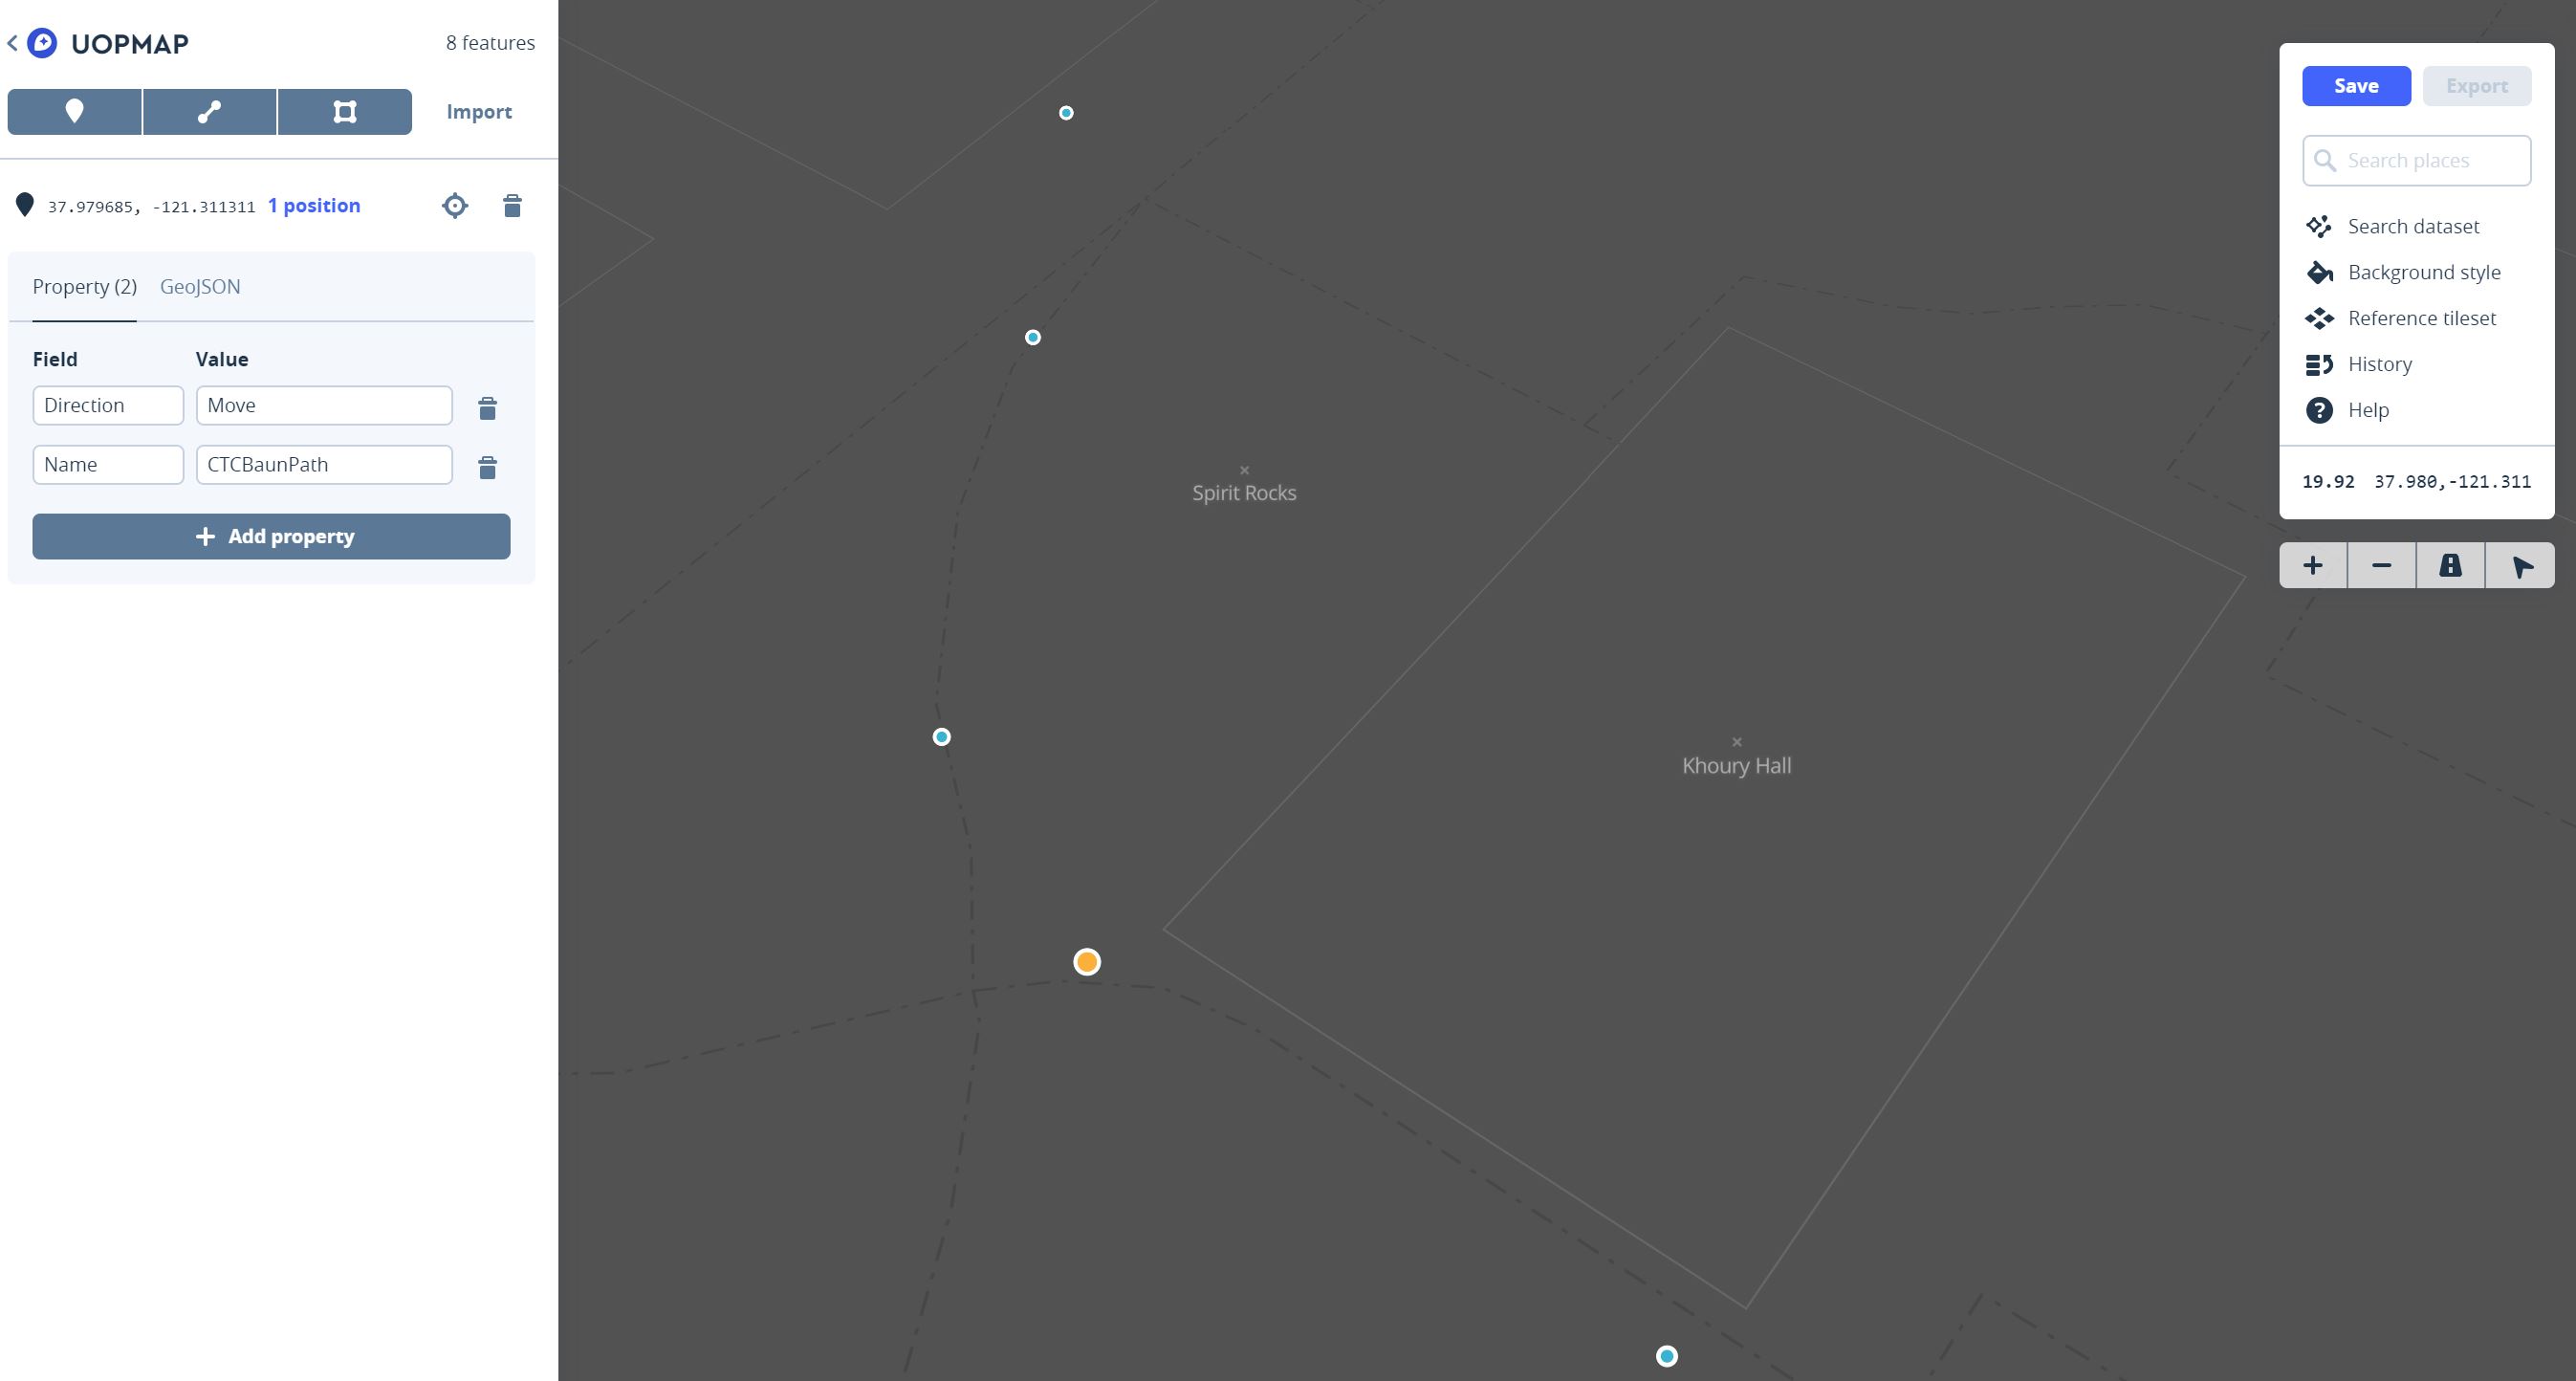 UOPMAP
8 features
Import
37.979685, -121.311311 1 position
Property (2) GeoJSON
Field Value
Direction Move
Name CTCBaunPath
Add property
Spirit Rocks
Khoury Hall
Save Export
Search places
Search dataset
Background style
Reference tileset
History
? Help
19.92 37.980,-121.311